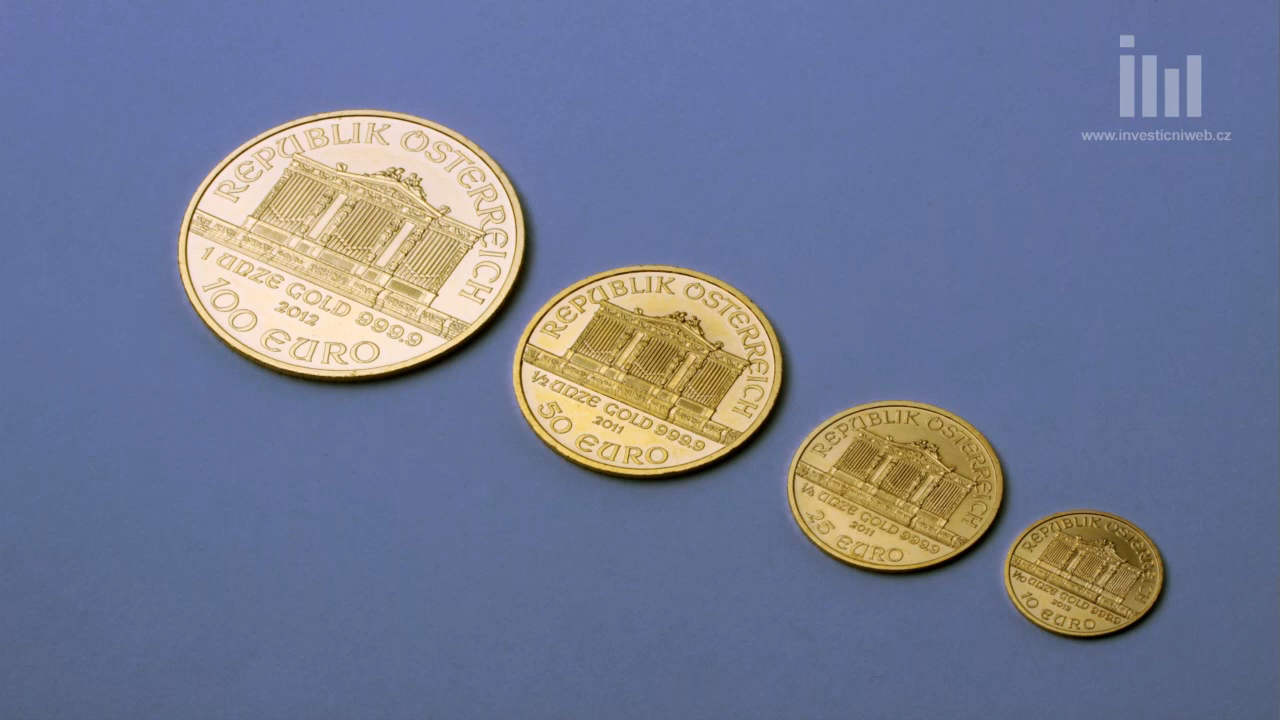 www.investicniweb.cz
REPUBLIK ÖSTERREICH
1 UNZE GOLD 999.9
2012
100 EURO
REPUBLIK ÖSTERREICH
1/2 UNZE GOLD 999.9
2011
50 EURO
REPUBLIK ÖSTERREICH
1/4 UNZE GOLD 999.9
2011
25 EURO
REPUBLIK ÖSTERREICH
1/10 UNZE GOLD 999.9
2012
10 EURO